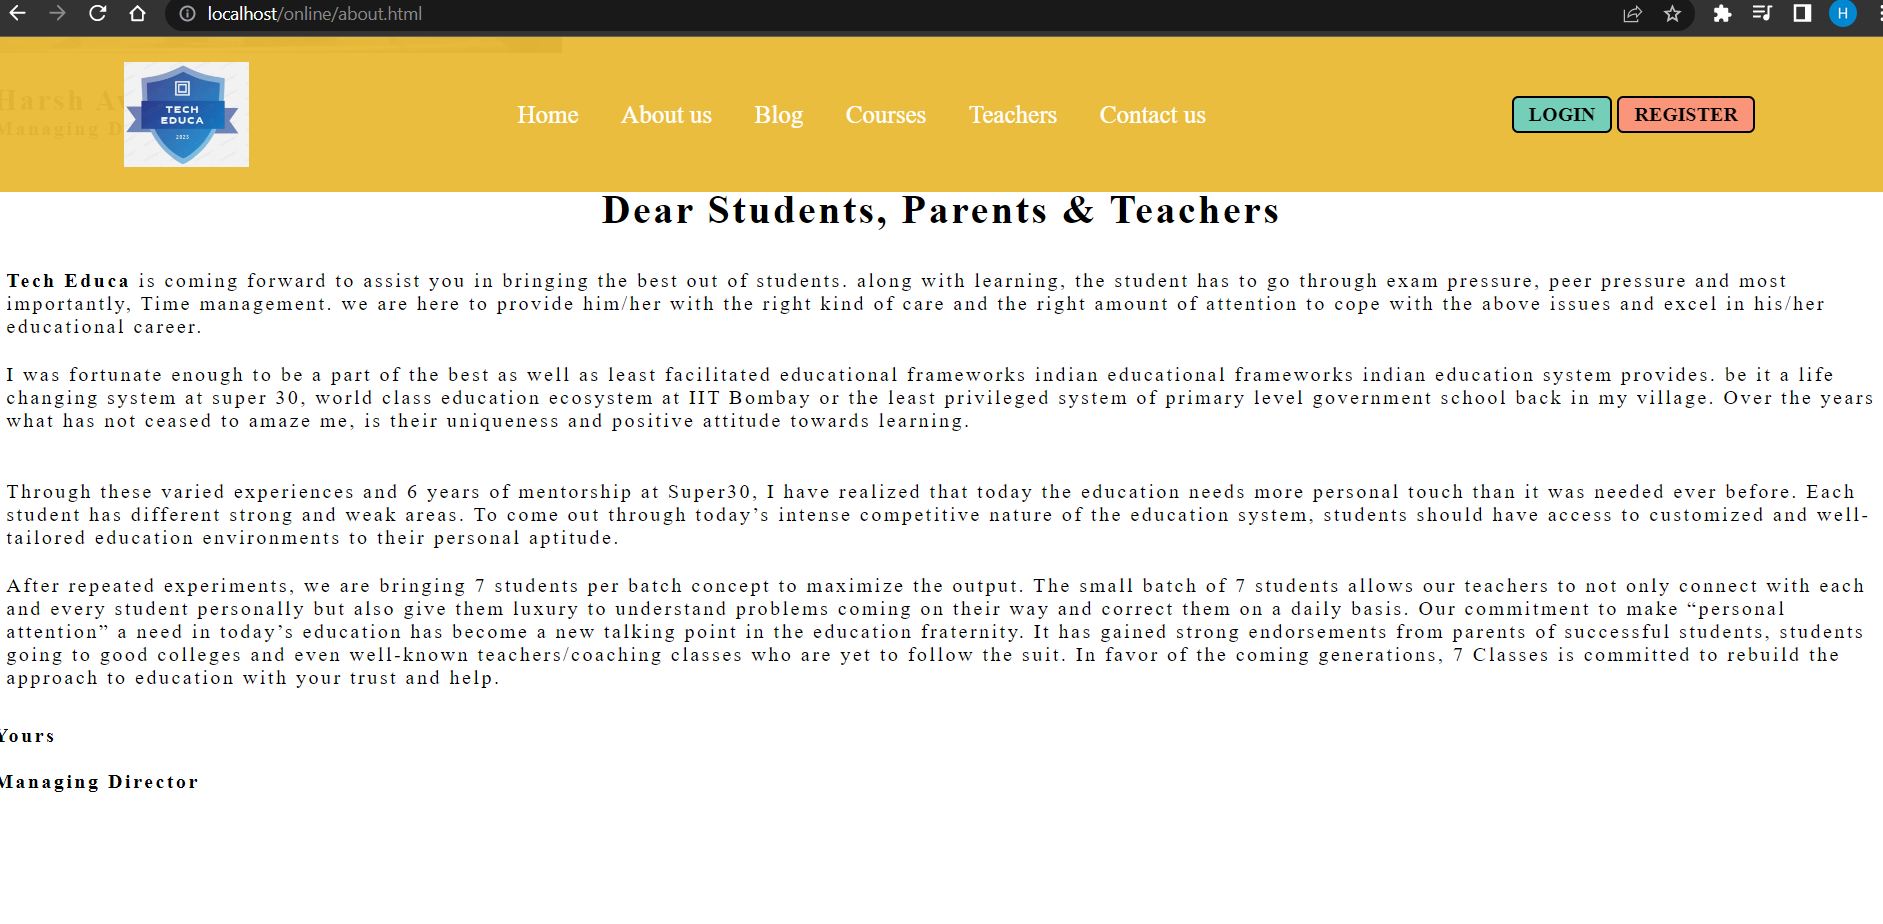 localhost/online/about.html
H
Harsh Av
Managing D
TECH
EDUCA
2023
Home About us Blog Courses Teachers Contact us
LOGIN REGISTER
Dear Students, Parents & Teachers
Tech Educa is coming forward to assist you in bringing the best out of students. along with learning, the student has to go through exam pressure, peer pressure and most
importantly, Time management. we are here to provide him/her with the right kind of care and the right amount of attention to cope with the above issues and excel in his/her
educational career.
I was fortunate enough to be a part of the best as well as least facilitated educational frameworks indian educational frameworks indian education system provides. be it a life
changing system at super 30, world class education ecosystem at IIT Bombay or the least privileged system of primary level government school back in my village. Over the years
what has not ceased to amaze me, is their uniqueness and positive attitude towards learning.
Through these varied experiences and 6 years of mentorship at Super30, I have realized that today the education needs more personal touch than it was needed ever before. Each
student has different strong and weak areas. To come out through today’s intense competitive nature of the education system, students should have access to customized and well-
tailored education environments to their personal aptitude.
After repeated experiments, we are bringing 7 students per batch concept to maximize the output. The small batch of 7 students allows our teachers to not only connect with each
and every student personally but also give them luxury to understand problems coming on their way and correct them on a daily basis. Our commitment to make “personal
attention” a need in today’s education has become a new talking point in the education fraternity. It has gained strong endorsements from parents of successful students, students
going to good colleges and even well-known teachers/coaching classes who are yet to follow the suit. In favor of the coming generations, 7 Classes is committed to rebuild the
approach to education with your trust and help.
Yours
Managing Director